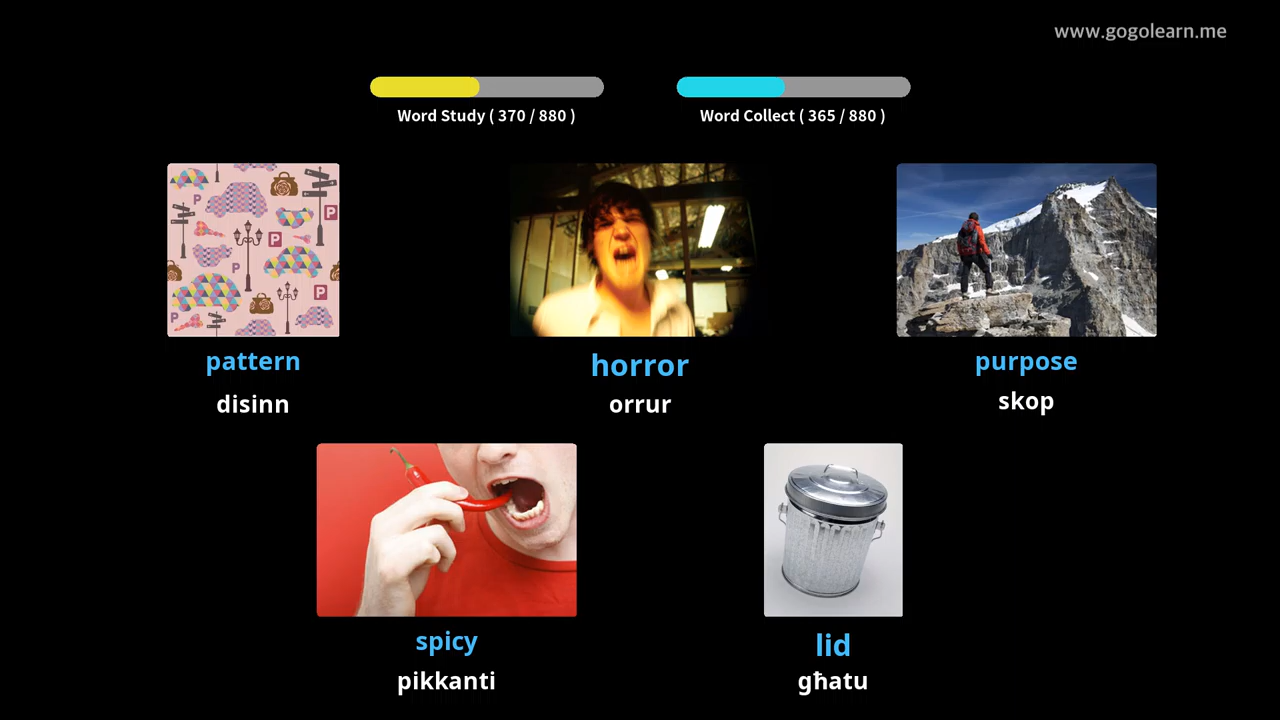 www.gogolearn.me
Word Study ( 370 / 880 )
Word Collect ( 365 / 880 )
P
P
P
P
P
P
pattern
disinn
horror
orrur
purpose
skop
spicy
pikkanti
lid
għatu